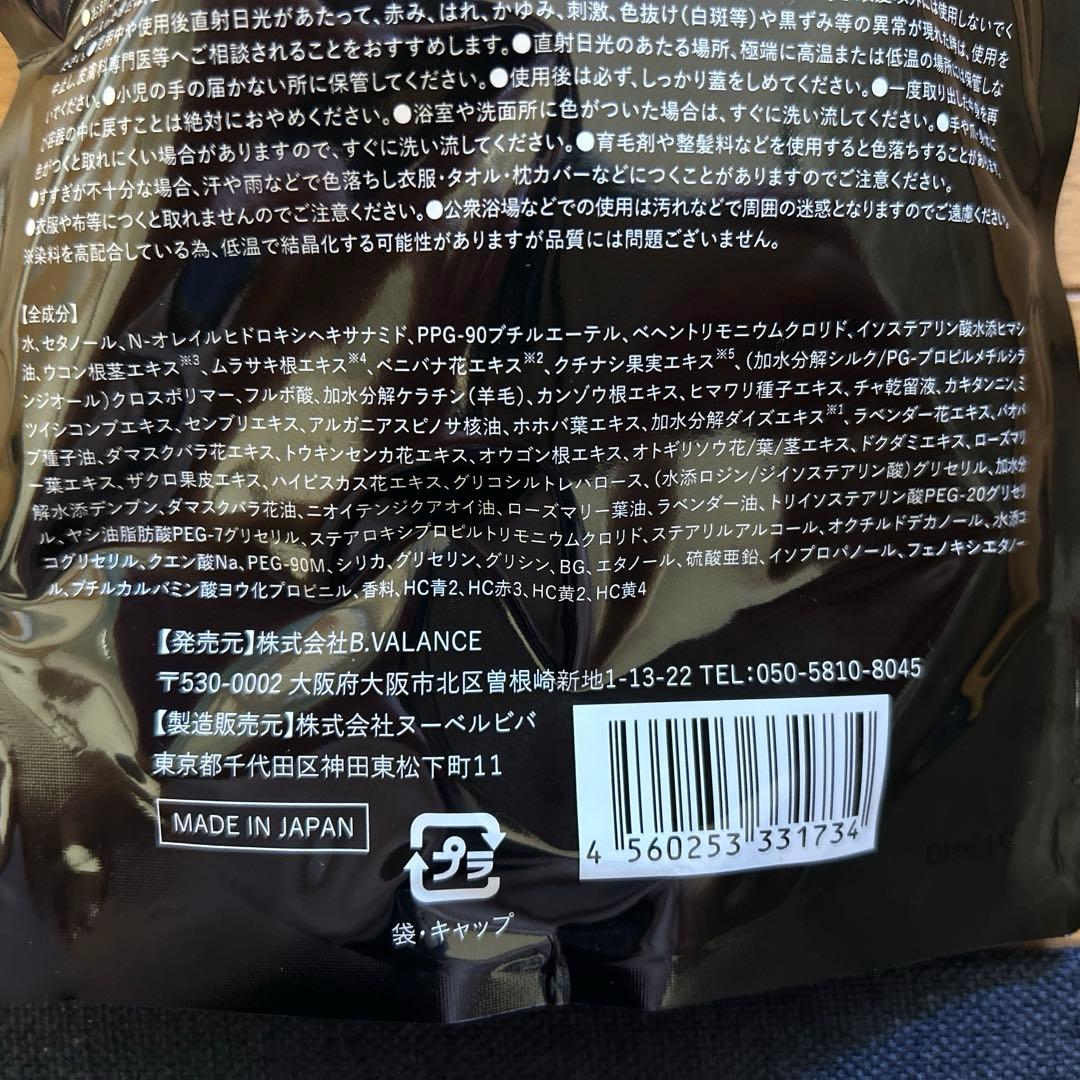 ●使用中や使用後直射日光があたって、赤み、はれ、かゆみ、刺激、色抜け(白斑等)や黒ずみ等の異常が現れた時は、使用を
中止し、皮膚科専門医等へご相談されることをおすすめします。●直射日光のあたる場所、極端に高温または低温の場所には保管しな
いでください。●小児の手の届かない所に保管してください。●使用後は必ず、しっかり蓋をしめてください。●一度取り出した中身を再
び容器の中に戻すことは絶対におやめください。●浴室や洗面所に色がついた場合は、すぐに洗い流してください。●手や爪等に
色がつくと取れにくい場合がありますので、すぐに洗い流してください。●育毛剤や整髪料などを使用すると色落ちすることがあります。
●すすぎが不十分な場合、汗や雨などで色落ちし衣服・タオル・枕カバーなどにつくことがありますのでご注意ください。
●衣服や布等につくと取れませんのでご注意ください。●公衆浴場などでの使用は汚れなどで周囲の迷惑となりますのでご遠慮ください。
※染料を高配合している為、低温で結晶化する可能性がありますが品質には問題ございません。
【全成分】
水、セタノール、N-オレイルヒドロキシヘキサナミド、PPG-90ブチルエーテル、ベヘントリモニウムクロリド、イソステアリン酸水添ヒマシ
油、ウコン根茎エキス※3、ムラサキ根エキス※4、ベニバナ花エキス※2、クチナシ果実エキス※5、(加水分解シルク/PG-プロピルメチルシラ
ンジオール)クロスポリマー、フルボ酸、加水分解ケラチン(羊毛)、カンゾウ根エキス、ヒマワリ種子エキス、チャ乾留液、カキタンニン、ミ
ツイシコンブエキス、センブリエキス、アルガニアスピノサ核油、ホホバ葉エキス、加水分解ダイズエキス※1、ラベンダー花エキス、バオバ
ブ種子油、ダマスクバラ花エキス、トウキンセンカ花エキス、オウゴン根エキス、オトギリソウ花/葉/茎エキス、ドクダミエキス、ローズマリ
ー葉エキス、ザクロ果皮エキス、ハイビスカス花エキス、グリコシルトレハロース、(水添ロジン/ジイソステアリン酸)グリセリル、加水分
解水添デンプン、ダマスクバラ花油、ニオイテンジクアオイ油、ローズマリー葉油、ラベンダー油、トリイソステアリン酸PEG-20グリセリ
ル、ヤシ油脂肪酸PEG-7グリセリル、ステアロキシプロピルトリモニウムクロリド、ステアリルアルコール、オクチルドデカノール、水添コ
コグリセリル、クエン酸Na、PEG-90M、シリカ、グリセリン、グリシン、BG、エタノール、硫酸亜鉛、イソプロパノール、フェノキシエタノー
ル、ブチルカルバミン酸ヨウ化プロピニル、香料、HC青2、HC赤3、HC黄2、HC黄4
【発売元】株式会社B.VALANCE
〒530-0002 大阪府大阪市北区曽根崎新地1-13-22 TEL:050-5810-8045
【製造販売元】株式会社ヌーベルビバ
東京都千代田区神田東松下町11
MADE IN JAPAN
プラ
袋・キャップ
4 560253 331734